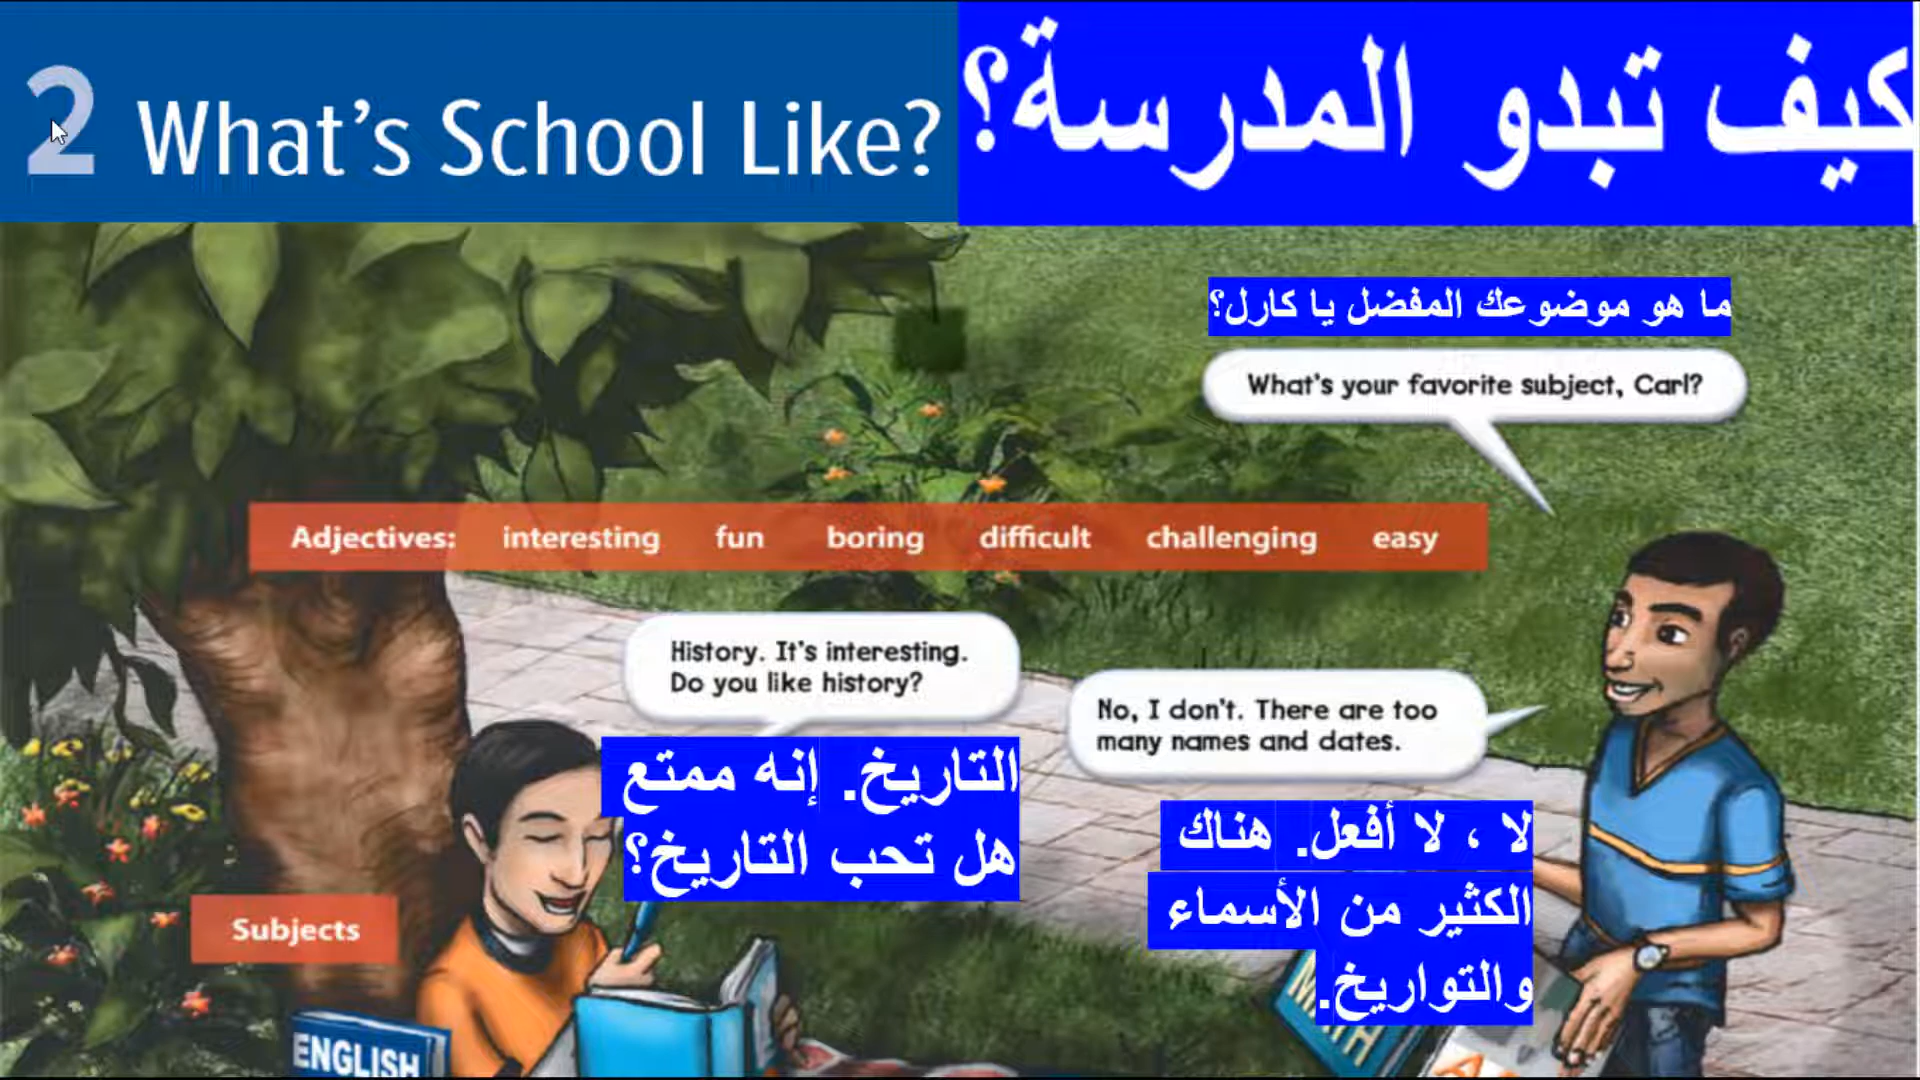 2 What's School Like?
كيف تبدو المدرسة؟
ما هو موضوعك المفضل يا كارل؟
What's your favorite subject, Carl?
Adjectives: interesting fun boring difficult challenging easy
History. It's interesting.
Do you like history?
No, I don't. There are too
many names and dates.
التاريخ. إنه ممتع
هل تحب التاريخ؟
لا ، لا أفعل. هناك
الكثير من الأسماء
والتواريخ.
Subjects
ENGLISH
MATH